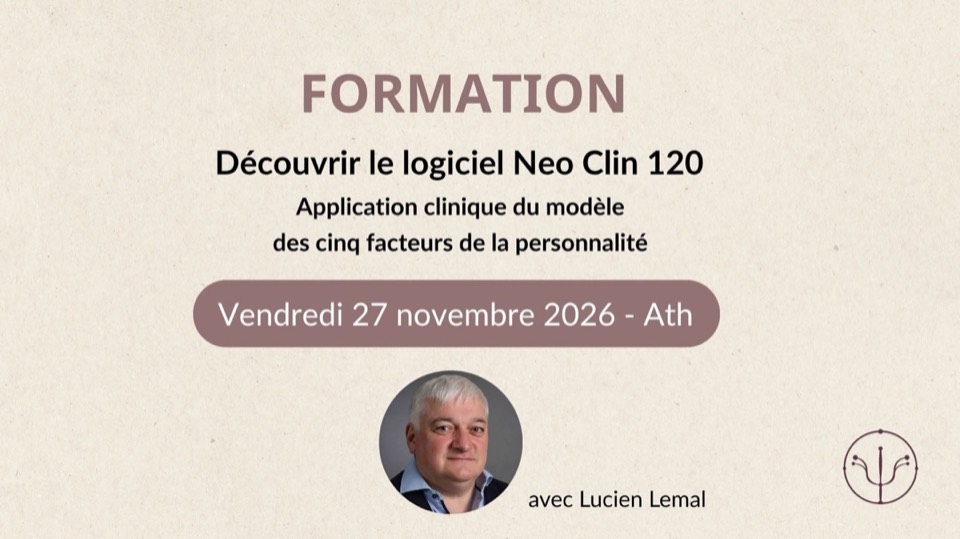 FORMATION
Découvrir le logiciel Neo Clin 120
Application clinique du modèle
des cinq facteurs de la personnalité
Vendredi 27 novembre 2026 - Ath
avec Lucien Lemal